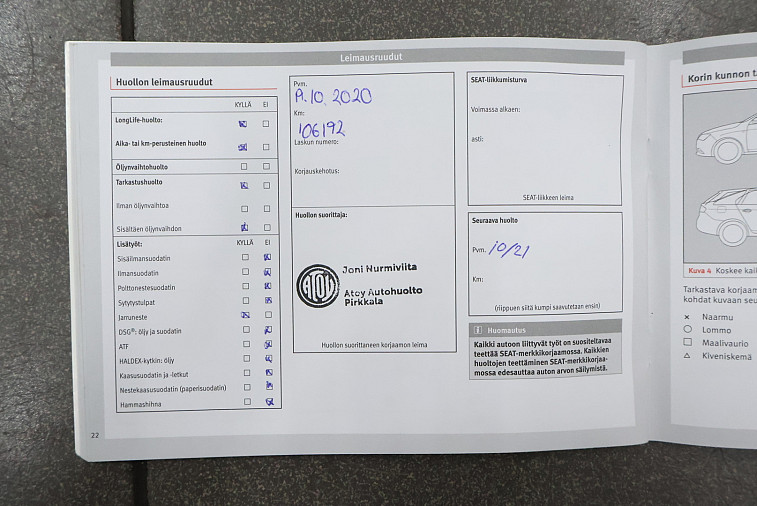 Leimausruudut
Huollon leimausruudut
KYLLÄ EI
LongLife-huolto:
Aika- tai km-perusteinen huolto
Öljynvaihtohuolto
Tarkastushuolto
Ilman öljynvaihtoa
Sisältäen öljynvaihdon
Lisätyöt: KYLLÄ EI
Sisäilmansuodatin
Ilmansuodatin
Polttonestesuodatin
Sytytystulpat
Jarruneste
DSG®: öljy ja suodatin
ATF
HALDEX-kytkin: öljy
Kaasusuodatin ja -letkut
Nestekaasusuodatin (paperisuodatin)
Hammashihna
22
Pvm.
10. 2020
Km:
106192
Laskun numero:
Korjauskehotus:
Huollon suorittaja:
Joni Nurmiviita
Atoy Autohuolto
Pirkkala
Huollon suorittaneen korjaamon leima
SEAT-liikkumisturva
Voimassa alkaen:
asti:
SEAT-liikkeen leima
Seuraava huolto
Pvm. 10/21
Km:
(riippuen siitä kumpi saavutetaan ensin)
i Huomautus
Kaikki autoon liittyvät työt on suositeltavaa
teettää SEAT-merkkikorjaamossa. Kaikkien
huoltojen teettäminen SEAT-merkkikorjaa-
mossa edesauttaa auton arvon säilymistä.
Korin kunnon
Kuva 4 Koskee
Tarkastava
kohdat kuvaan
× Naarmu
○ Lommo
□ Maalivaurio
△ Kiveniskemä